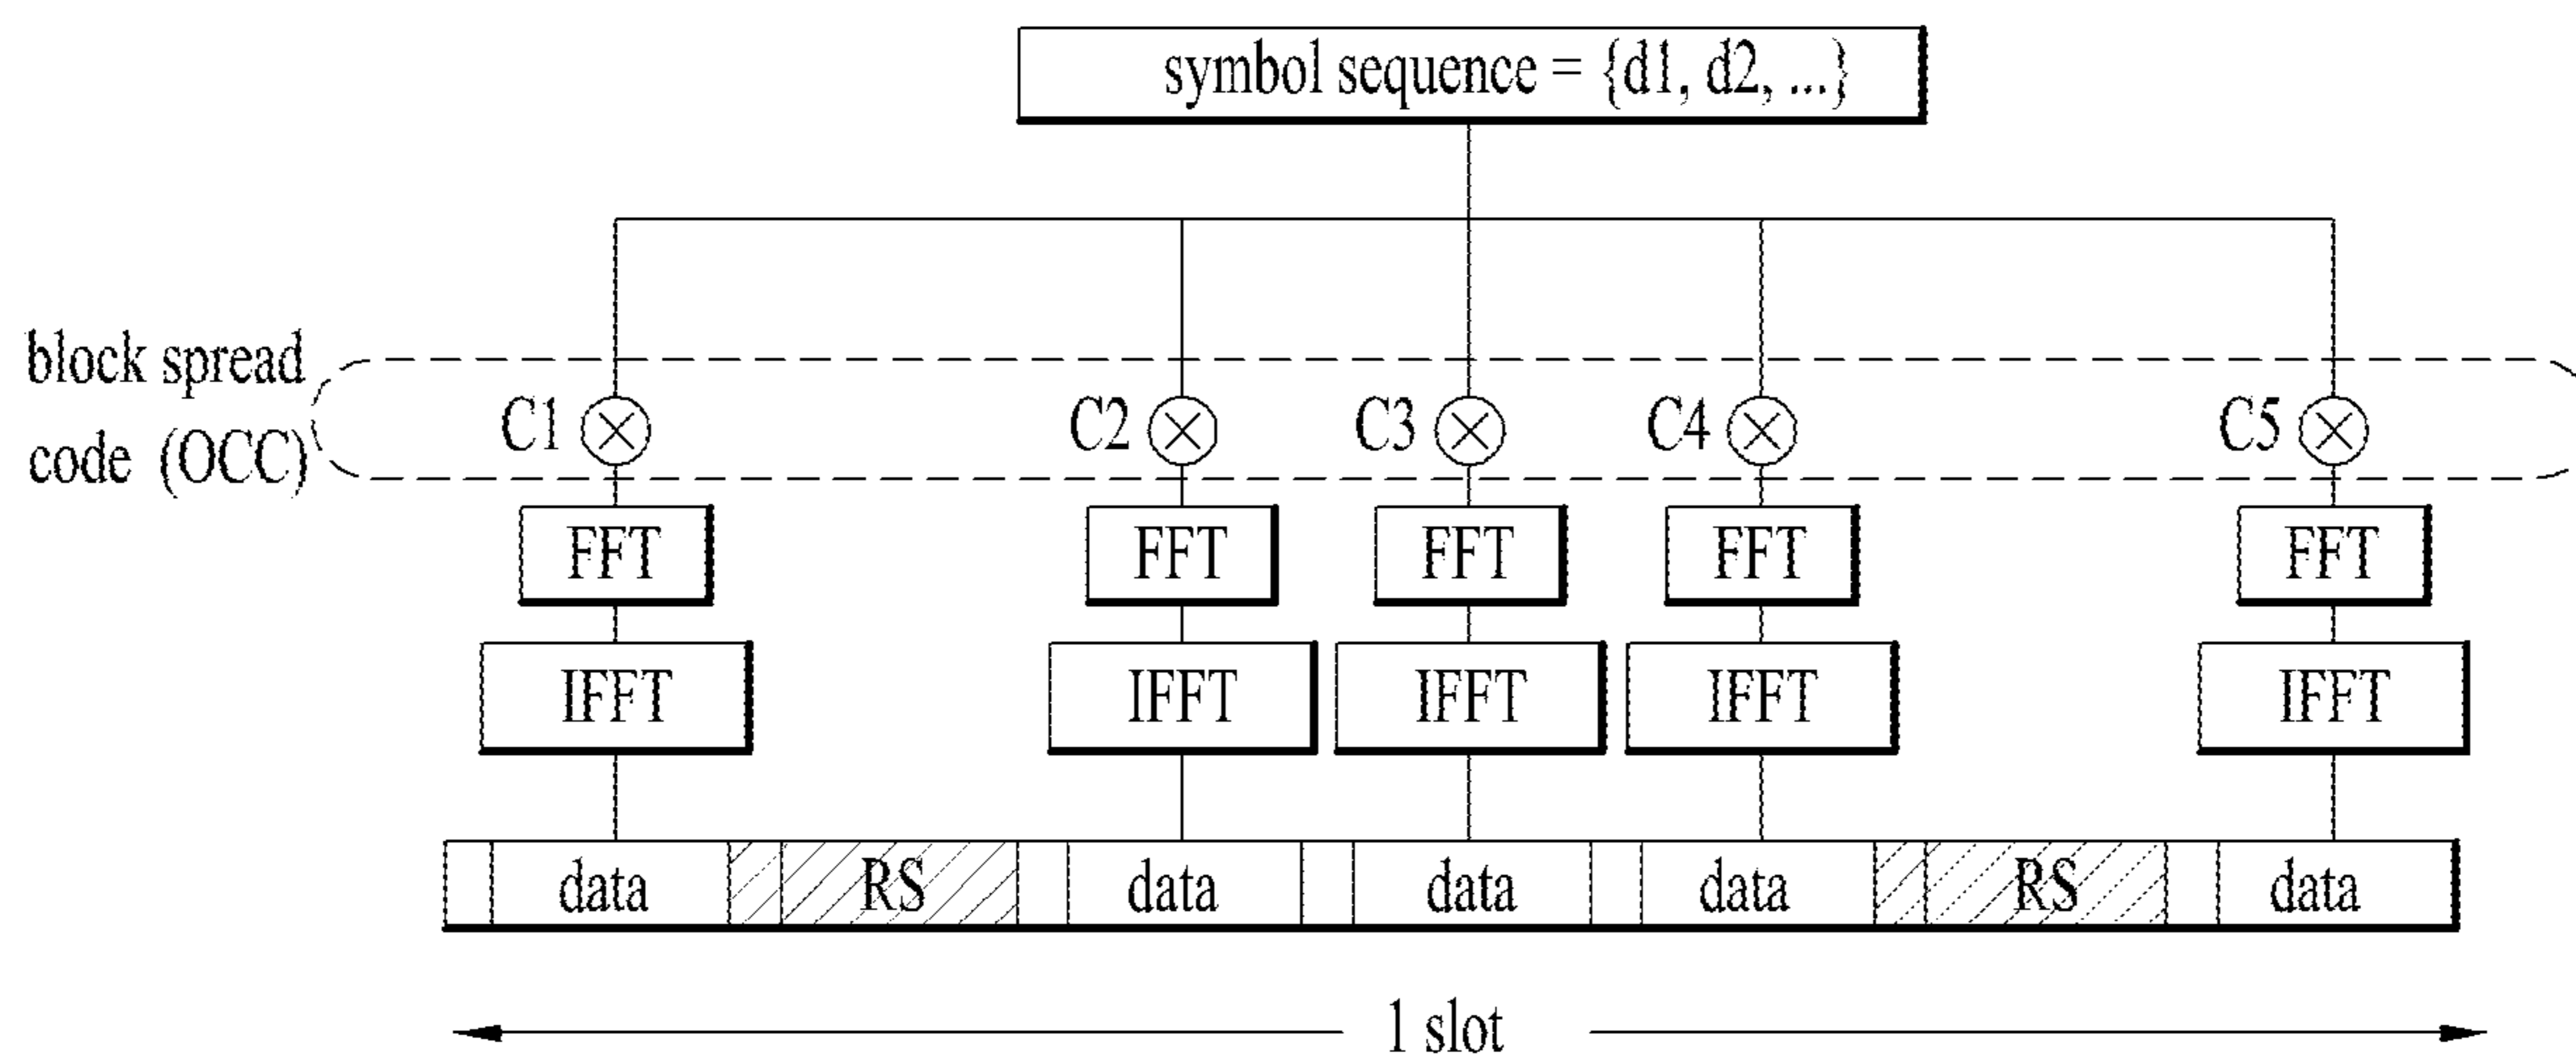 symbol sequence = {d1, d2, ...}
block spread
code (OCC)
C1 C2 C3 C4 C5
FFT FFT FFT FFT FFT
IFFT IFFT IFFT IFFT IFFT
data RS data data data RS data
1 slot